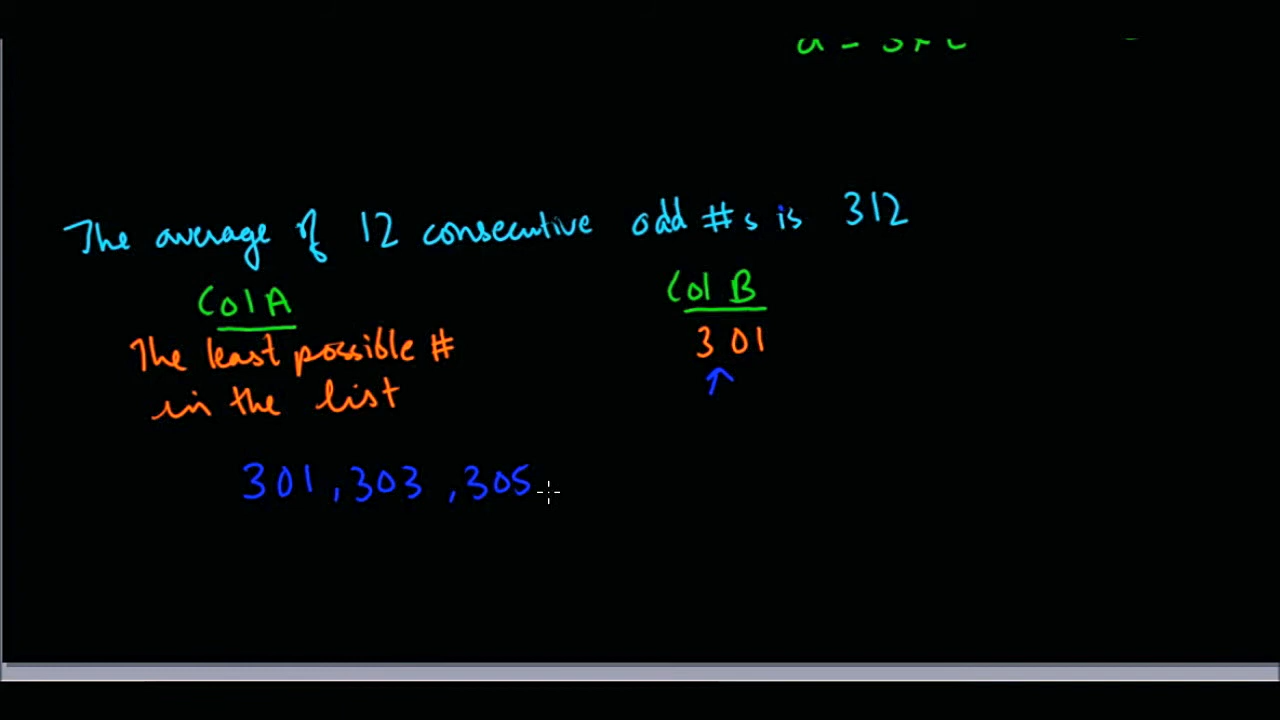 The average of 12 consecutive odd #s is 312
Col A Col B
The least possible # 301
in the list
301, 303, 305